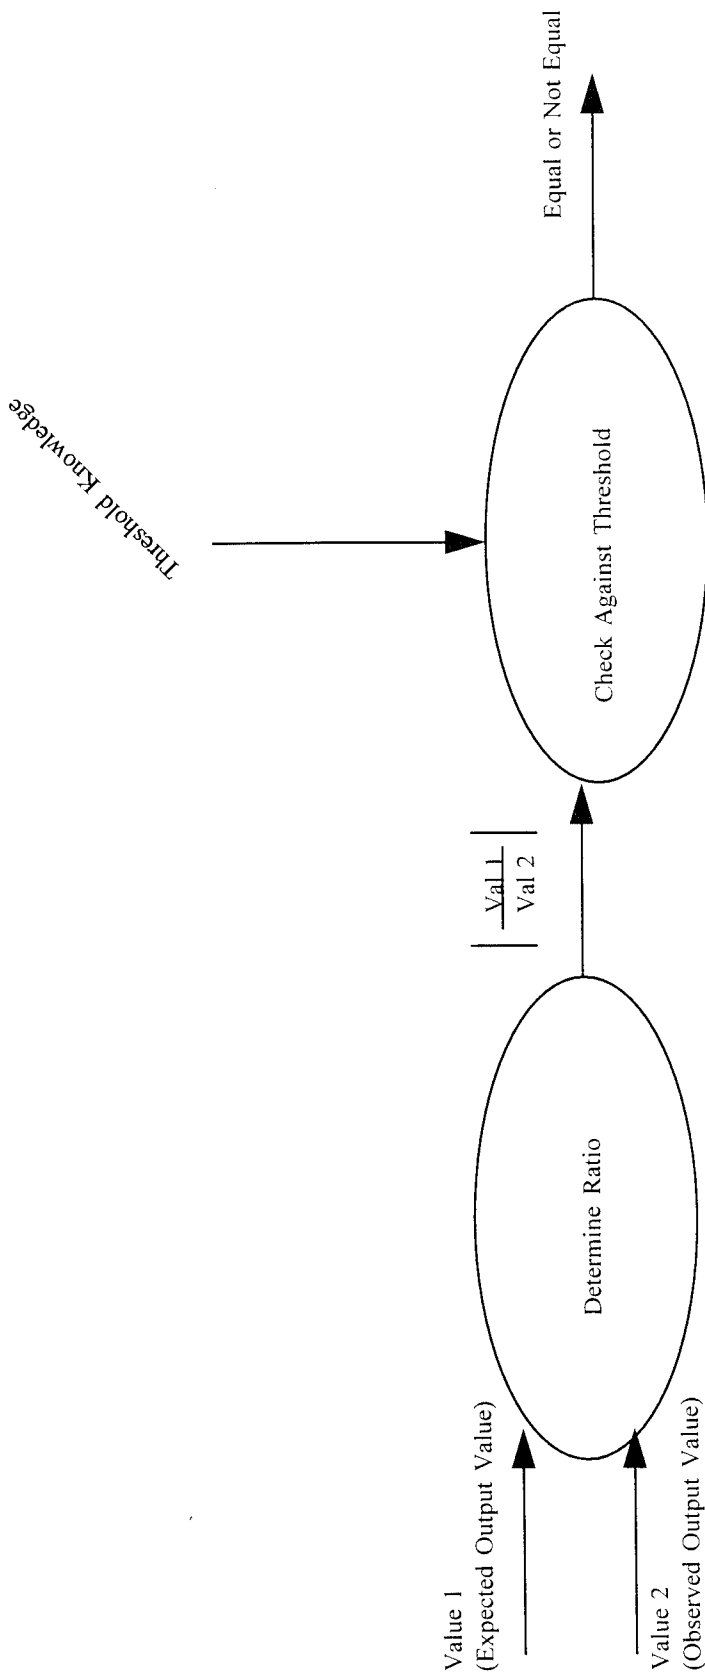 Value 1
(Expected Output Value)
Value 2
(Observed Output Value)
Determine Ratio
| Val 1
Val 2 |
Threshold Knowledge
Check Against Threshold
Equal or Not Equal